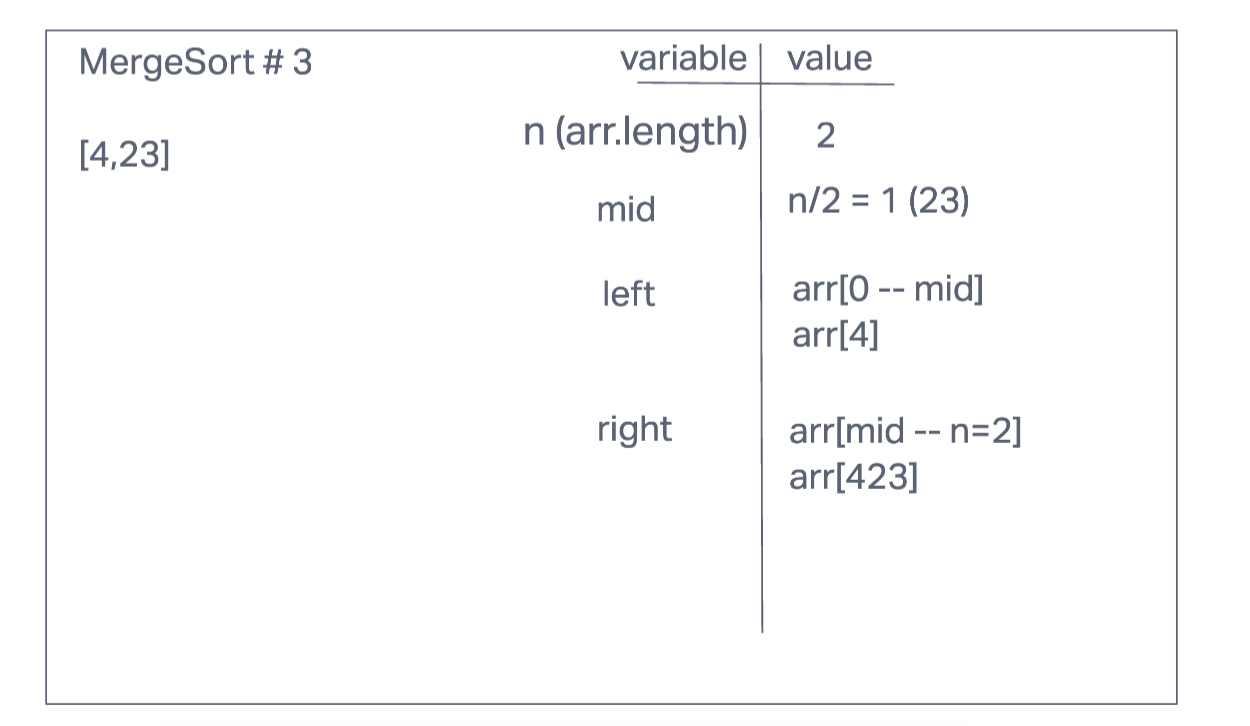 MergeSort # 3
variable value
[4,23]
n (arr.length) 2
mid n/2 = 1 (23)
left arr[0 -- mid]
arr[4]
right arr[mid -- n=2]
arr[423]